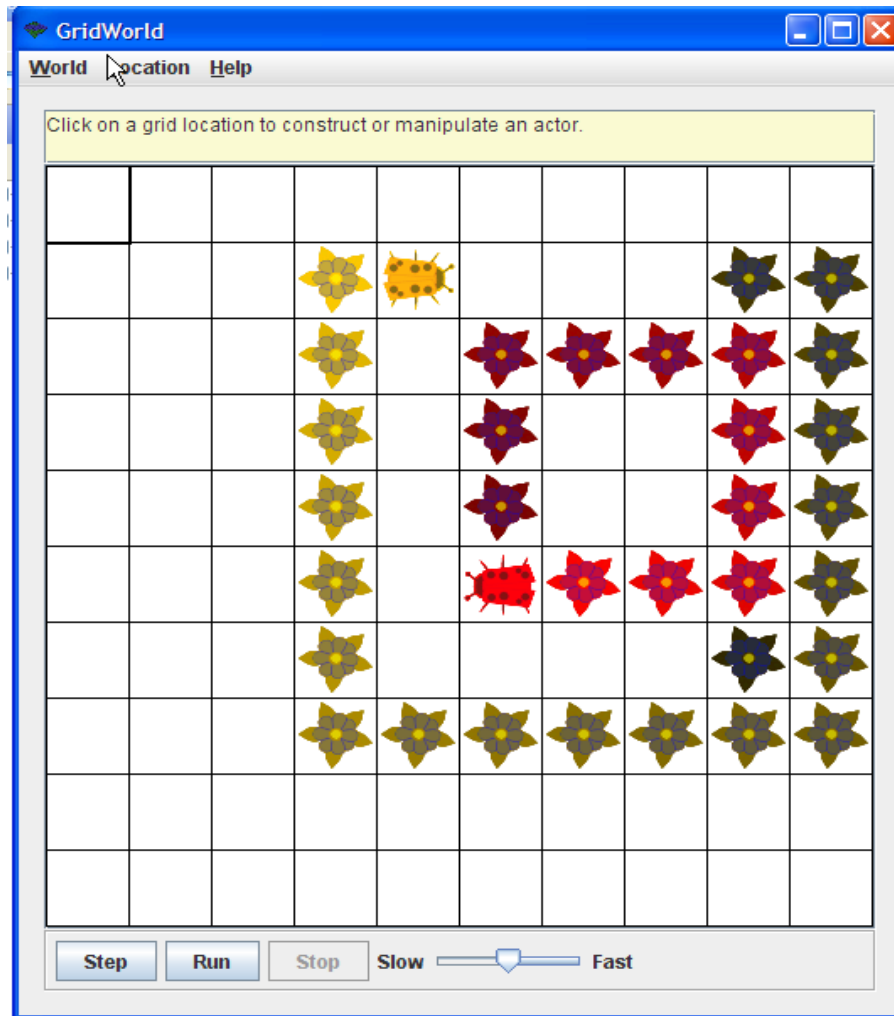 GridWorld
World Location Help
Click on a grid location to construct or manipulate an actor.
Step Run Stop Slow Fast